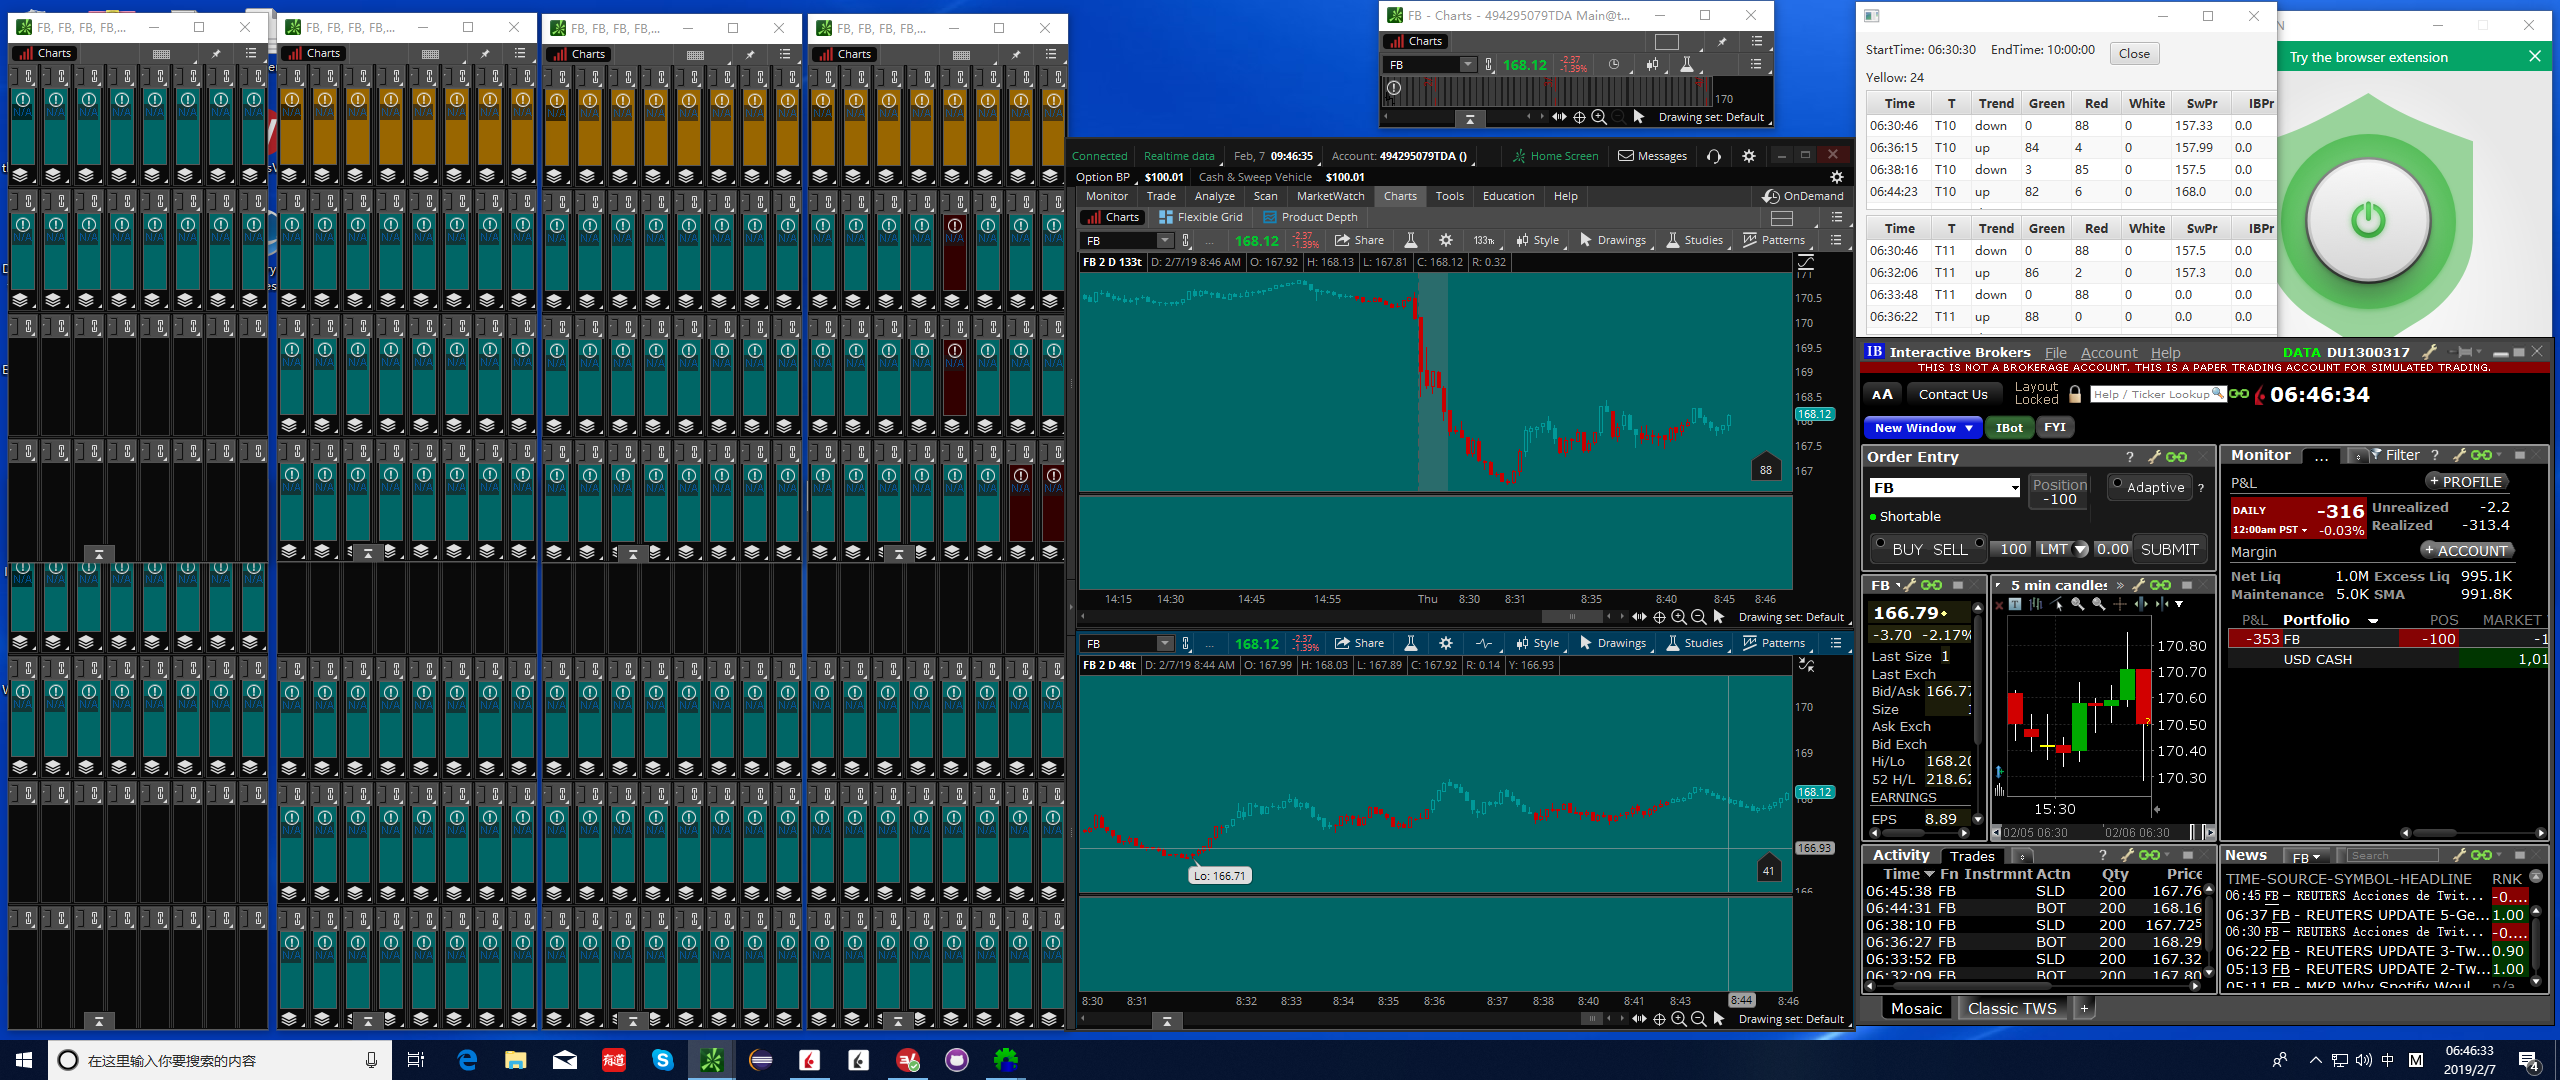 FB, FB, FB, FB,...
FB, FB, FB, FB,...
FB, FB, FB, FB,...
FB, FB, FB, FB,...
Charts
Charts
Charts
Charts
FB - Charts - 494295079TDA Main@t...
Charts
FB 168.12 -2.37 -1.39%
170
Drawing set: Default
Connected Realtime data Feb, 7 09:46:35 Account: 494295079TDA () Home Screen Messages
Option BP $100.01 Cash & Sweep Vehicle $100.01
Monitor Trade Analyze Scan MarketWatch Charts Tools Education Help OnDemand
Charts Flexible Grid Product Depth
FB ... 168.12 -2.37 -1.39% Share 133Tk Style Drawings Studies Patterns
FB 2 D 133t D: 2/7/19 8:46 AM O: 167.92 H: 168.13 L: 167.81 C: 168.12 R: 0.32
171
170.5
170
169.5
169
168.5
168.12
168
167.5
167
88
14:15 14:30 14:45 14:55 Thu 8:30 8:31 8:35 8:40 8:45 8:46
Drawing set: Default
FB ... 168.12 -2.37 -1.39% Share Style Drawings Studies Patterns
FB 2 D 48t D: 2/7/19 8:44 AM O: 167.99 H: 168.03 L: 167.89 C: 167.92 R: 0.14 Y: 166.93
170
169
168.12
168
166.93
166
Lo: 166.71
41
8:30 8:31 8:32 8:33 8:34 8:35 8:36 8:37 8:38 8:40 8:41 8:43 8:44 8:46
Drawing set: Default
StartTime: 06:30:30 EndTime: 10:00:00 Close
Yellow: 24
Time T Trend Green Red White SwPr IBPr
06:30:46 T10 down 0 88 0 157.33 0.0
06:36:15 T10 up 84 4 0 157.99 0.0
06:38:16 T10 down 3 85 0 157.5 0.0
06:44:23 T10 up 82 6 0 168.0 0.0
Time T Trend Green Red White SwPr IBPr
06:30:46 T11 down 0 88 0 157.5 0.0
06:32:06 T11 up 86 2 0 157.3 0.0
06:33:48 T11 down 0 88 0 0.0 0.0
06:36:22 T11 up 88 0 0 0.0 0.0
N
Try the browser extension
IB Interactive Brokers File Account Help DATA DU1300317
THIS IS NOT A BROKERAGE ACCOUNT. THIS IS A PAPER TRADING ACCOUNT FOR SIMULATED TRADING.
AA Contact Us Layout Locked Help / Ticker Lookup 06:46:34
New Window IBot FYI
Order Entry ?
FB Position -100 Adaptive ?
Shortable
BUY SELL 100 LMT 0.00 SUBMIT
FB
166.79
-3.70 -2.17%
Last Size 1
Last Exch
Bid/Ask 166.77
Size
Ask Exch
Bid Exch
Hi/Lo 168.20
52 H/L 218.62
EARNINGS
EPS 8.89
5 min candles
170.80
170.70
170.60
170.50
170.40
170.30
15:30
02/05 06:30 02/06 06:30
Monitor ... Filter ?
P&L + PROFILE
DAILY -316 Unrealized -2.2
12:00am PST -0.03% Realized -313.4
Margin + ACCOUNT
Net Liq 1.0M Excess Liq 995.1K
Maintenance 5.0K SMA 991.8K
P&L Portfolio POS MARKET
-353 FB -100 -1
USD CASH 1,01
Activity Trades ?
Time Fn Instrmnt Actn Qty Price
06:45:38 FB SLD 200 167.76
06:44:31 FB BOT 200 168.16
06:38:10 FB SLD 200 167.725
06:36:27 FB BOT 200 168.29
06:33:52 FB SLD 200 167.32
06:32:09 FB BOT 200 167.80
News FB Search
TIME-SOURCE-SYMBOL-HEADLINE RNK
06:45 FB - REUTERS Acciones de Twit... -0....
06:37 FB - REUTERS UPDATE 5-Ge... 1.00
06:30 FB - REUTERS Acciones de Twit... -0....
06:22 FB - REUTERS UPDATE 3-Tw... 0.90
05:13 FB - REUTERS UPDATE 2-Tw... 1.00
05:11 FB - MKP Why Spotify Woul n/a
Mosaic Classic TWS +
在这里输入你要搜索的内容
有道
中 M
06:46:33
2019/2/7
4